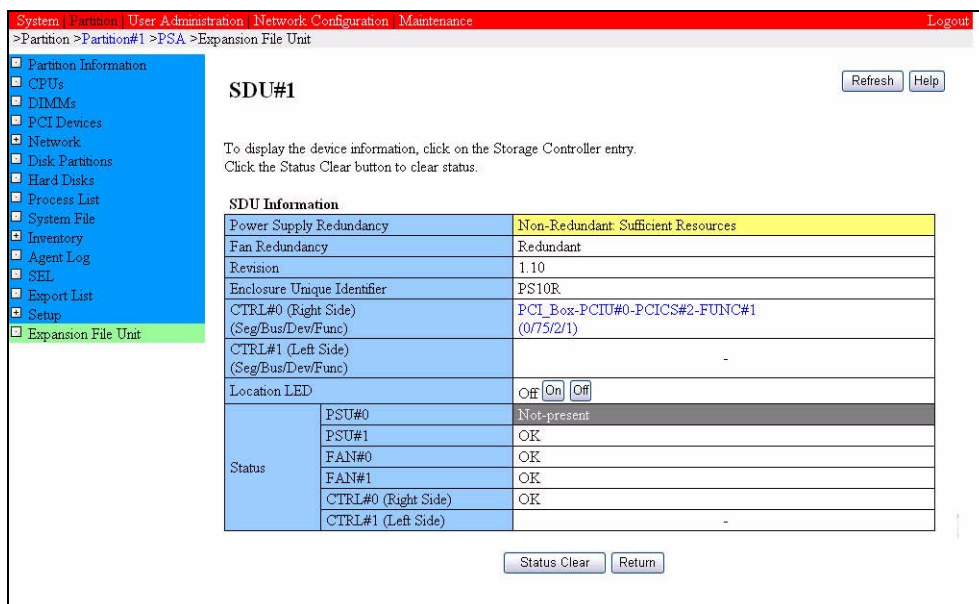 System | Partition | User Administration | Network Configuration | Maintenance Logout
>Partition >Partition#1 >PSA >Expansion File Unit
Partition Information
CPUs
DIMMs
PCI Devices
Network
Disk Partitions
Hard Disks
Process List
System File
Inventory
Agent Log
SEL
Export List
Setup
Expansion File Unit
SDU#1
Refresh Help
To display the device information, click on the Storage Controller entry.
Click the Status Clear button to clear status.
SDU Information
Power Supply Redundancy Non-Redundant: Sufficient Resources
Fan Redundancy Redundant
Revision 1.10
Enclosure Unique Identifier PS10R
CTRL#0 (Right Side) PCI_Box-PCIU#0-PCICS#2-FUNC#1
(Seg/Bus/Dev/Func) (0/75/2/1)
CTRL#1 (Left Side)
(Seg/Bus/Dev/Func) -
Location LED Off On Off
Status
PSU#0 Not-present
PSU#1 OK
FAN#0 OK
FAN#1 OK
CTRL#0 (Right Side) OK
CTRL#1 (Left Side) -
Status Clear Return